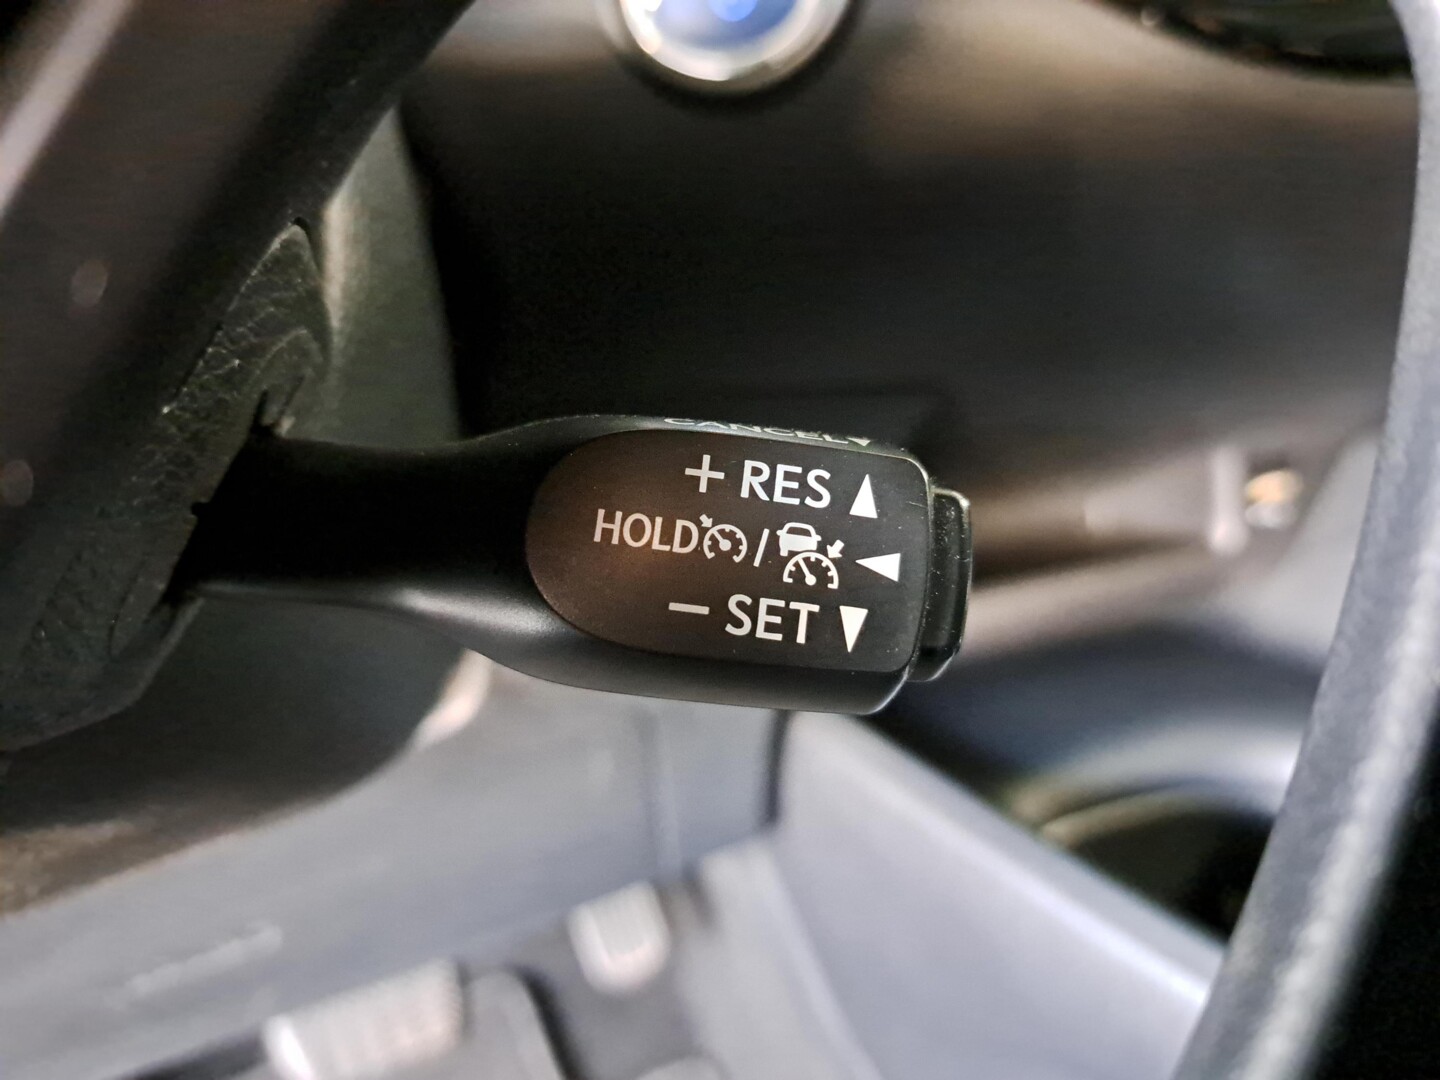 CANCEL▼
+ RES ▲
HOLD / ◀
− SET ▼